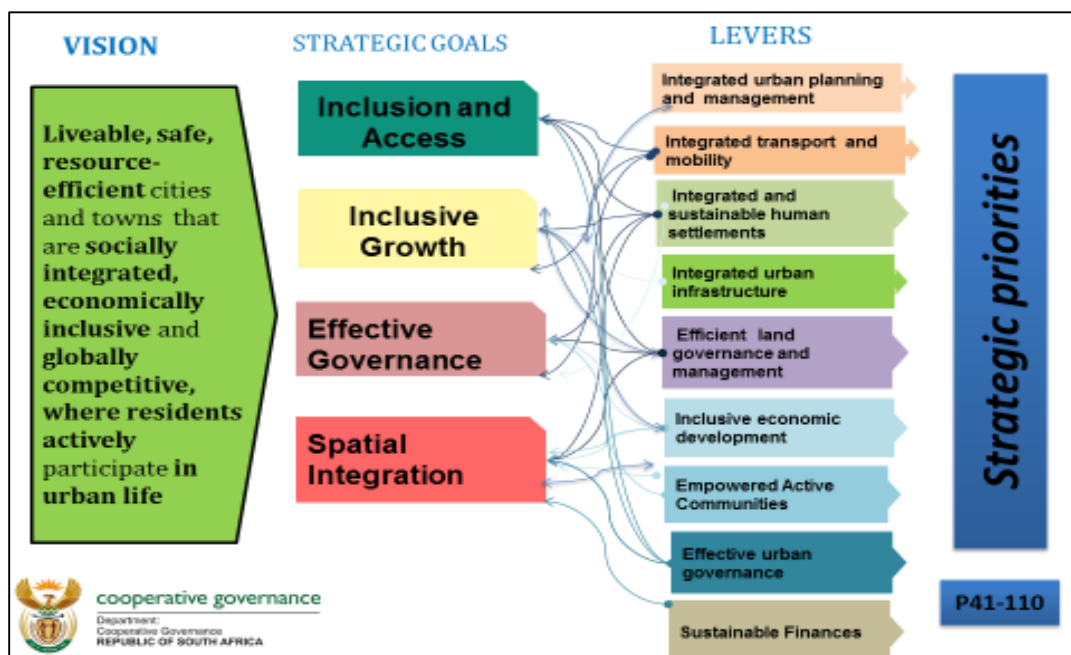 VISION
Liveable, safe,
resource-
efficient cities
and towns that
are socially
integrated,
economically
inclusive and
globally
competitive,
where residents
actively
participate in
urban life
STRATEGIC GOALS
Inclusion and
Access
Inclusive
Growth
Effective
Governance
Spatial
Integration
LEVERS
Integrated urban planning
and management
Integrated transport and
mobility
Integrated and
sustainable human
settlements
Integrated urban
infrastructure
Efficient land
governance and
management
Inclusive economic
development
Empowered Active
Communities
Effective urban
governance
Sustainable Finances
Strategic priorities
P41-110
cooperative governance
Department:
Cooperative Governance
REPUBLIC OF SOUTH AFRICA